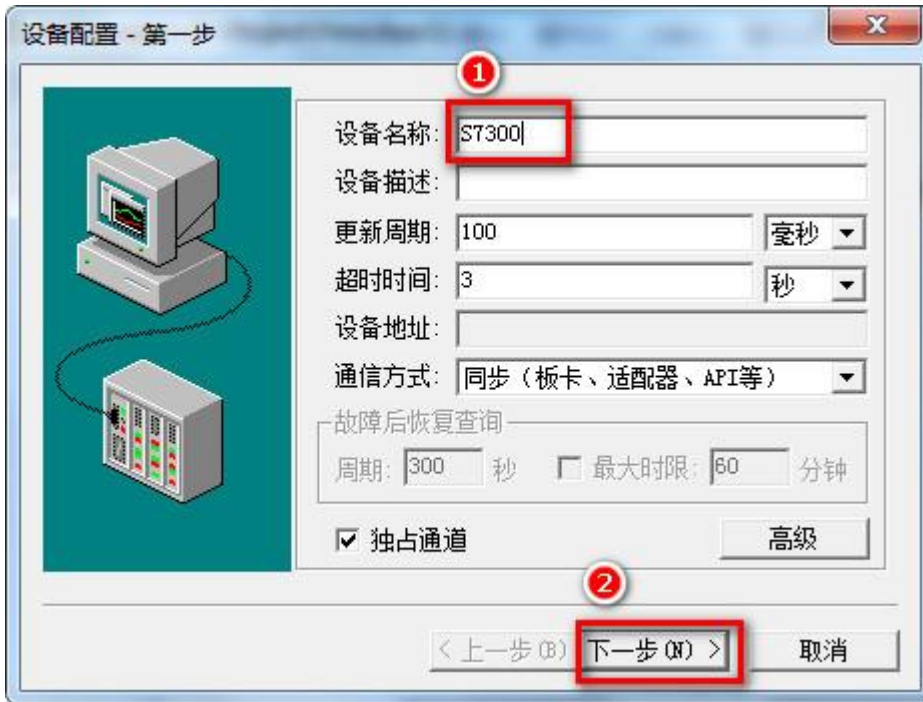 设备配置 - 第一步
1
设备名称: S7300
设备描述:
更新周期: 100 毫秒
超时时间: 3 秒
设备地址:
通信方式: 同步（板卡、适配器、API等）
故障后恢复查询
周期: 300 秒 最大时限: 60 分钟
独占通道 高级
2
< 上一步(B) 下一步(N) > 取消